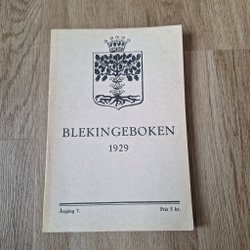 BLEKINGEBOKEN
1929
Årgång 7. Pris 5 kr.